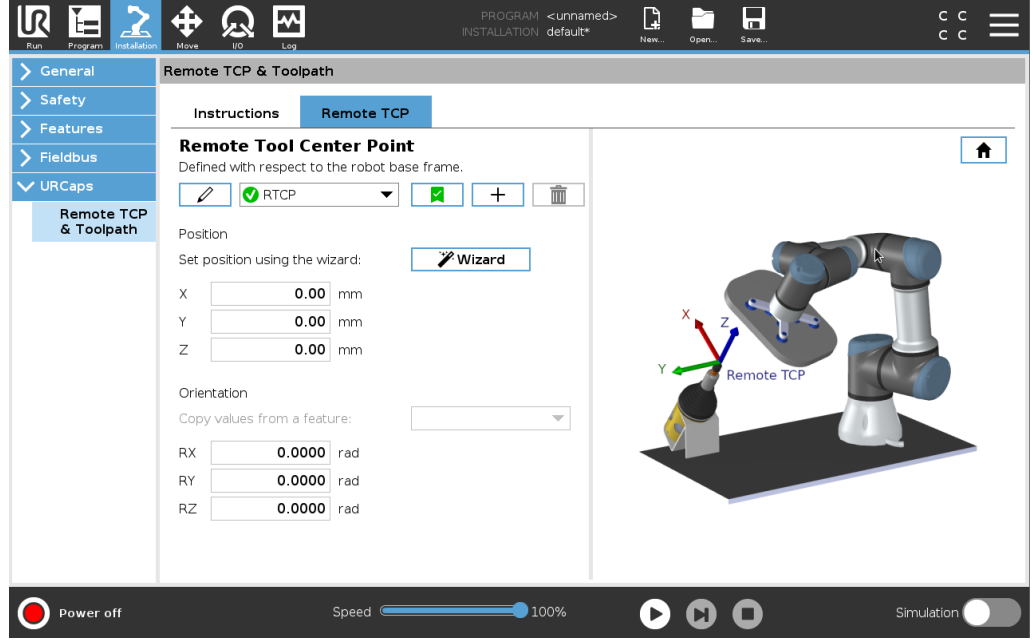 UR
Run
Program
Installation
Move
I/O
Log
PROGRAM <unnamed>
INSTALLATION default*
New...
Open...
Save...
C C
C C
General
Safety
Features
Fieldbus
URCaps
Remote TCP
& Toolpath
Remote TCP & Toolpath
Instructions
Remote TCP
Remote Tool Center Point
Defined with respect to the robot base frame.
RTCP
Position
Set position using the wizard:
Wizard
X 0.00 mm
Y 0.00 mm
Z 0.00 mm
Orientation
Copy values from a feature:
RX 0.0000 rad
RY 0.0000 rad
RZ 0.0000 rad
X
Z
Y
Remote TCP
Power off
Speed 100%
Simulation